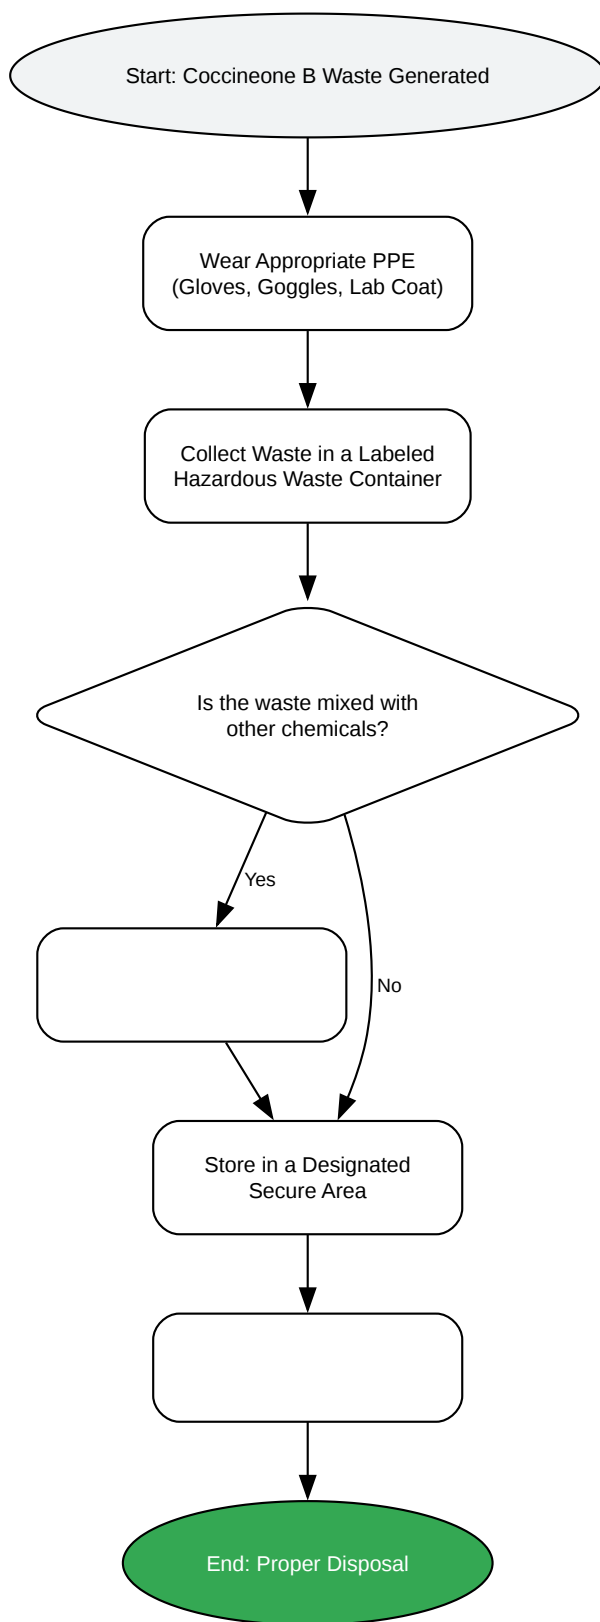 Start: Coccineone B Waste Generated
Wear Appropriate PPE
(Gloves, Goggles, Lab Coat)
Collect Waste in a Labeled
Hazardous Waste Container
Is the waste mixed with
other chemicals?
Yes
No
Store in a Designated
Secure Area
End: Proper Disposal